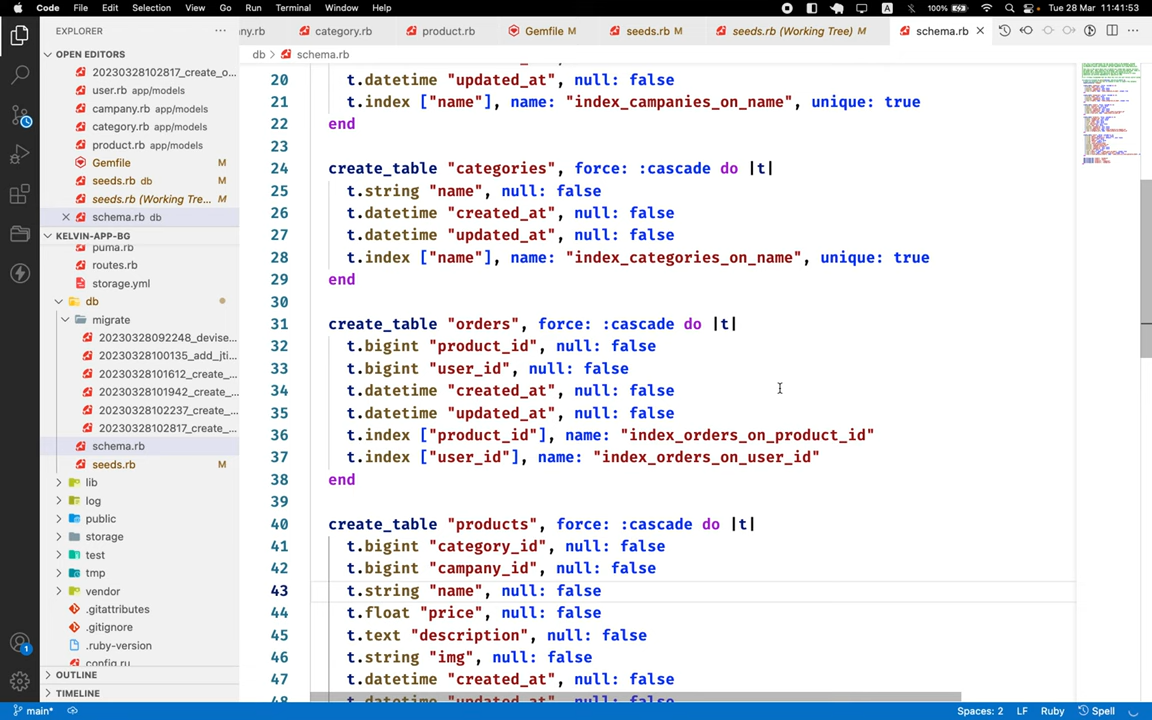 Code File Edit Selection View Go Run Terminal Window Help 100% Tue 28 Mar 11:41:53
EXPLORER
OPEN EDITORS
20230328102817_create_o...
user.rb app/models
campany.rb app/models
category.rb app/models
product.rb app/models
Gemfile M
seeds.rb db M
seeds.rb (Working Tre... M
schema.rb db
KELVIN-APP-BG
puma.rb
routes.rb
storage.yml
db
migrate
20230328092248_devise...
20230328100135_add_jti...
20230328101612_create_...
20230328101942_create_...
20230328102237_create_...
20230328102817_create_...
schema.rb
seeds.rb M
lib
log
public
storage
test
tmp
vendor
.gitattributes
.gitignore
.ruby-version
config.ru
OUTLINE
TIMELINE
ny.rb category.rb product.rb Gemfile M seeds.rb M seeds.rb (Working Tree) M schema.rb
db > schema.rb
20 t.datetime "updated_at", null: false
21 t.index ["name"], name: "index_campanies_on_name", unique: true
22 end
23
24 create_table "categories", force: :cascade do |t|
25 t.string "name", null: false
26 t.datetime "created_at", null: false
27 t.datetime "updated_at", null: false
28 t.index ["name"], name: "index_categories_on_name", unique: true
29 end
30
31 create_table "orders", force: :cascade do |t|
32 t.bigint "product_id", null: false
33 t.bigint "user_id", null: false
34 t.datetime "created_at", null: false
35 t.datetime "updated_at", null: false
36 t.index ["product_id"], name: "index_orders_on_product_id"
37 t.index ["user_id"], name: "index_orders_on_user_id"
38 end
39
40 create_table "products", force: :cascade do |t|
41 t.bigint "category_id", null: false
42 t.bigint "campany_id", null: false
43 t.string "name", null: false
44 t.float "price", null: false
45 t.text "description", null: false
46 t.string "img", null: false
47 t.datetime "created_at", null: false
48 t.datetime "updated_at", null: false
main* Spaces: 2 LF Ruby Spell